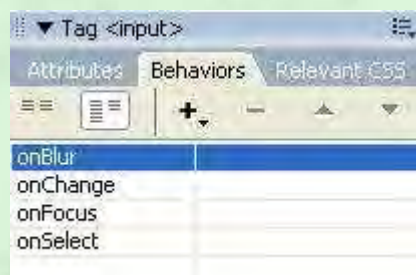 Tag <input>
Attributes Behaviors Relevant CSS
onBlur
onChange
onFocus
onSelect